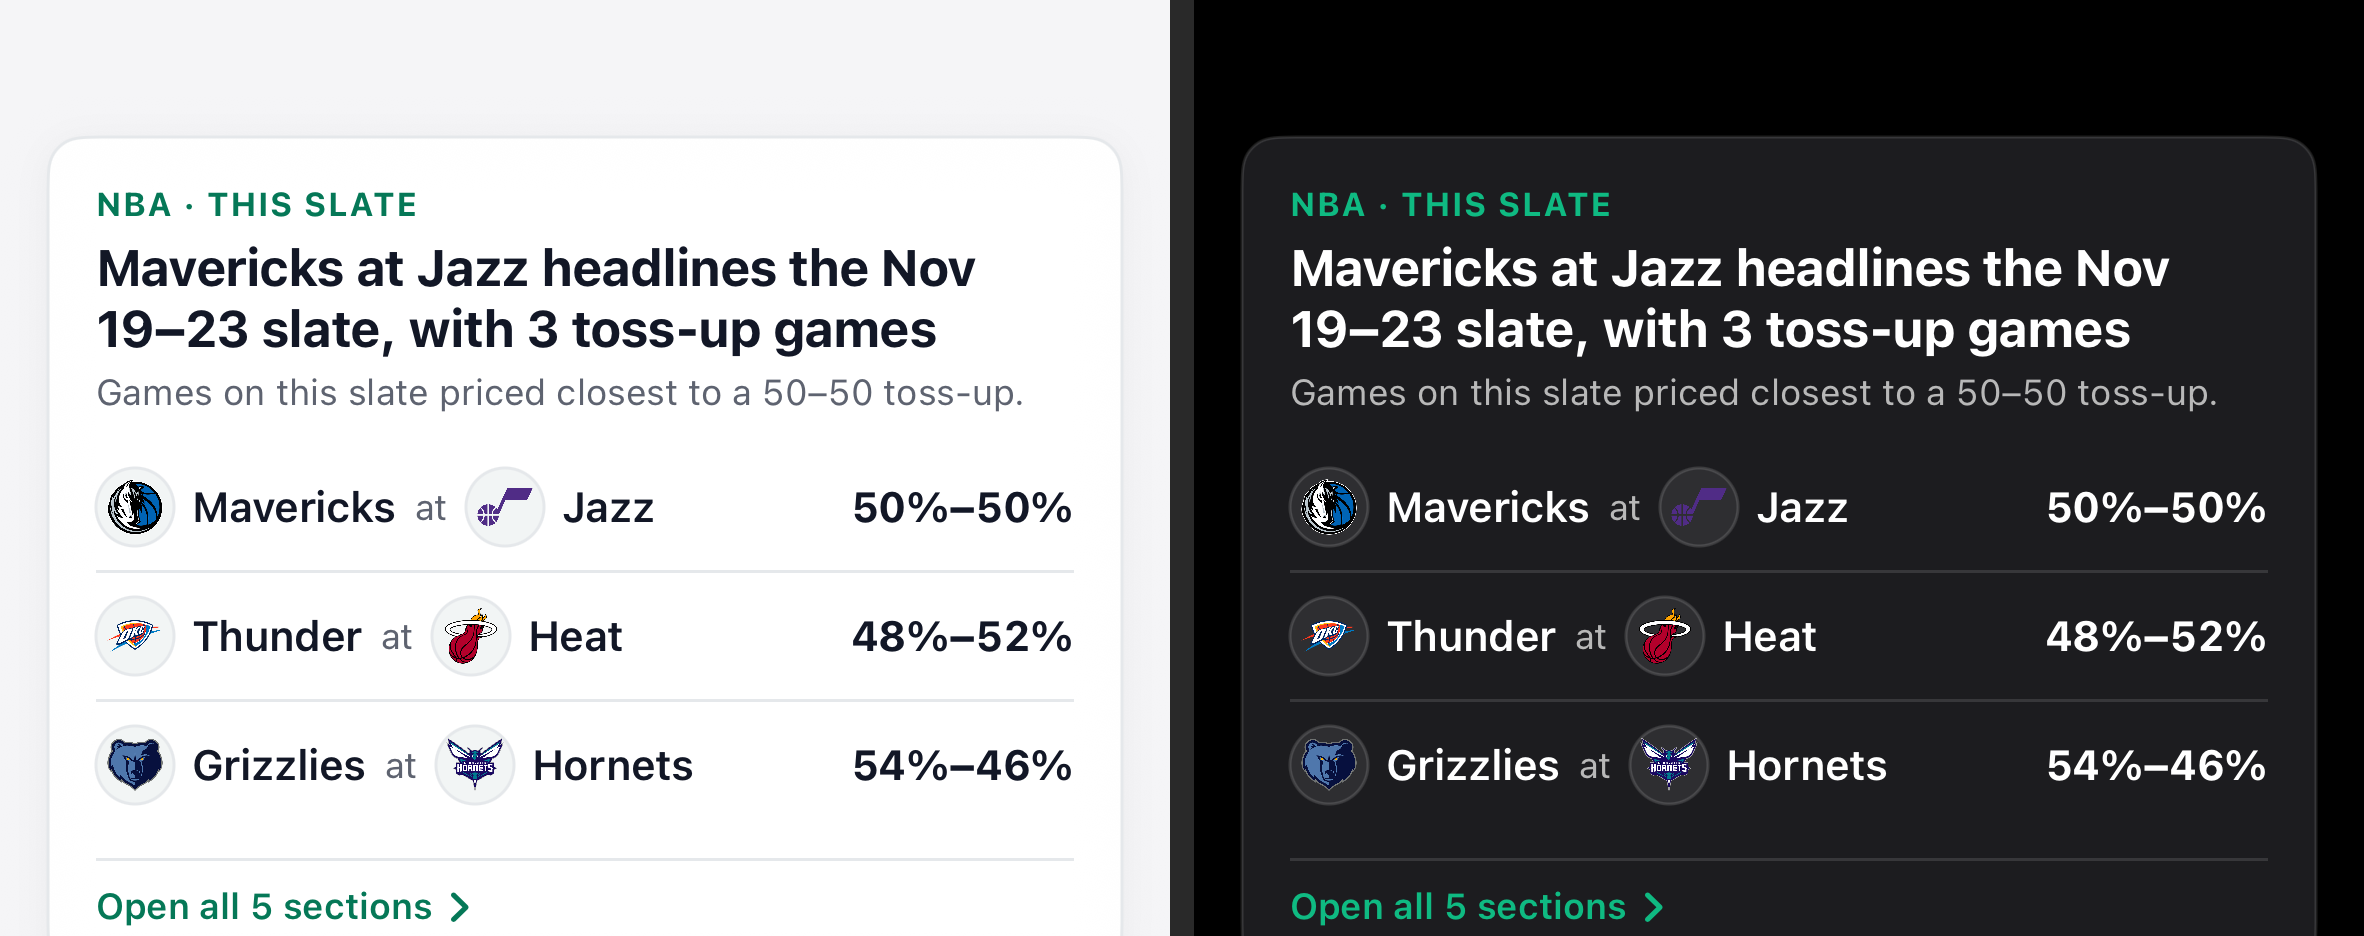 NBA · THIS SLATE
Mavericks at Jazz headlines the Nov
19–23 slate, with 3 toss-up games
Games on this slate priced closest to a 50–50 toss-up.
Mavericks at Jazz 50%–50%
OKC Thunder at Heat 48%–52%
Grizzlies at HORNETS Hornets 54%–46%
Open all 5 sections
NBA · THIS SLATE
Mavericks at Jazz headlines the Nov
19–23 slate, with 3 toss-up games
Games on this slate priced closest to a 50–50 toss-up.
Mavericks at Jazz 50%–50%
OKC Thunder at Heat 48%–52%
Grizzlies at HORNETS Hornets 54%–46%
Open all 5 sections